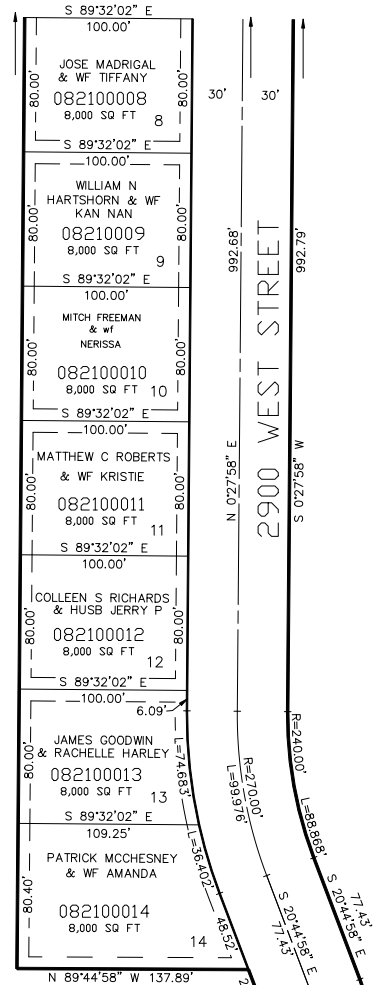 S 89°32'02" E
100.00'
80.00'
80.00'
JOSE MADRIGAL
& WF TIFFANY
082100008
8,000 SQ FT
8
30'
30'
S 89°32'02" E
100.00'
80.00'
80.00'
WILLIAM N
HARTSHORN & WF
KAN NAN
08210009
8,000 SQ FT
9
S 89°32'02" E
100.00'
80.00'
80.00'
MITCH FREEMAN
& wf
NERISSA
082100010
8,000 SQ FT
10
S 89°32'02" E
100.00'
80.00'
80.00'
MATTHEW C ROBERTS
& WF KRISTIE
082100011
8,000 SQ FT
11
S 89°32'02" E
100.00'
80.00'
80.00'
COLLEEN S RICHARDS
& HUSB JERRY P
082100012
8,000 SQ FT
12
S 89°32'02" E
100.00'
6.09'
80.00'
L=74.683'
JAMES GOODWIN
& RACHELLE HARLEY
082100013
8,000 SQ FT
13
S 89°32'02" E
109.25'
80.40'
L=36.402'
48.52'
PATRICK MCCHESNEY
& WF AMANDA
082100014
8,000 SQ FT
14
N 89°44'58" W 137.89'
992.68'
N 0°27'58" E
2900 WEST STREET
992.79'
S 0°27'58" W
R=270.00'
L=99.976'
R=240.00'
L=88.868'
S 20°44'58" E
77.43'
S 20°44'58" E
77.43'